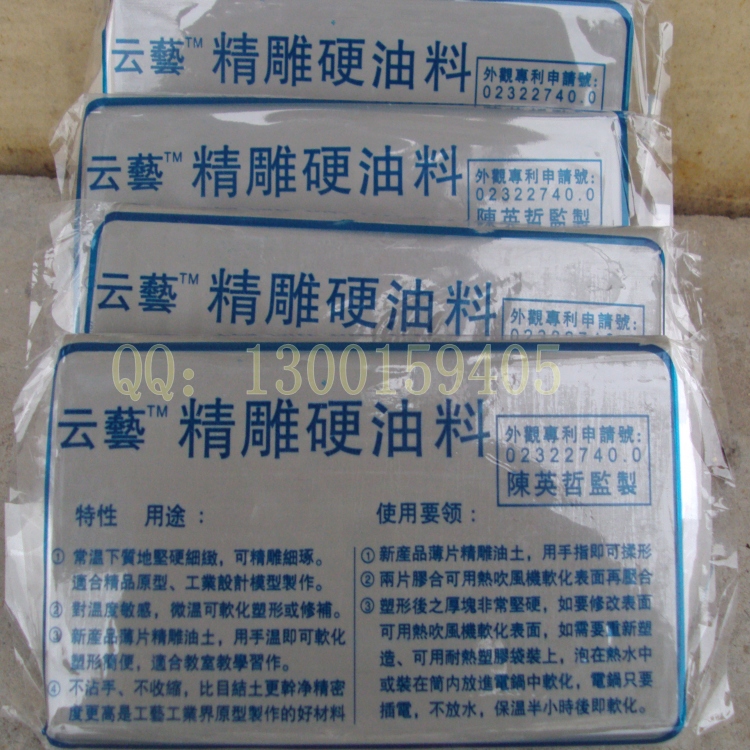 云藝™ 精雕硬油料
外觀專利申請號:
02322740.0
云藝™ 精雕硬油料
外觀專利申請號:
02322740.0
陳英哲監製
云藝™ 精雕硬油料
外觀專利申請號:
QQ: 1300159405
云藝™ 精雕硬油料
外觀專利申請號:
02322740.0
陳英哲監製
特性 用途:
① 常溫下質地堅硬細緻，可精雕細琢。
適合精品原型、工業設計模型製作。
② 對溫度敏感，微溫可軟化塑形或修補。
③ 新産品薄片精雕油土，用手溫即可軟化
塑形簡便，適合教室教學習作。
④ 不沾手、不收縮，比目結土更幹净精密
度更高是工藝工業界原型製作的好材料
使用要领:
① 新産品薄片精雕油土，用手指即可揉形
② 兩片膠合可用熱吹風機軟化表面再壓合
③ 塑形後之厚塊非常堅硬，如要修改表面
可用熱吹風機軟化表面，如需要重新塑
造、可用耐熱塑膠袋裝上，泡在熱水中
或裝在筒内放進電鍋中軟化，電鍋只要
插電，不放水，保溫半小時後即軟化。